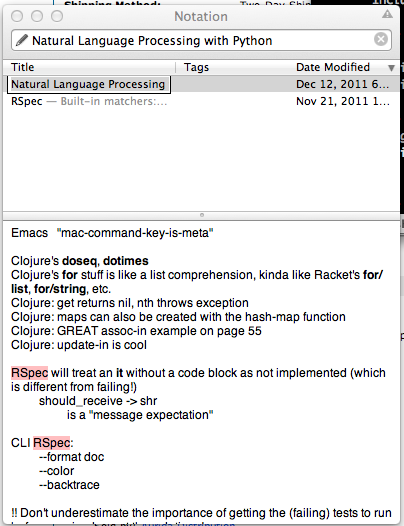 Shipping Method:
Notation
Natural Language Processing with Python
Title Tags Date Modified
Natural Language Processing Dec 12, 2011 6...
RSpec — Built-in matchers:... Nov 21, 2011 1...
Emacs "mac-command-key-is-meta"
Clojure's doseq, dotimes
Clojure's for stuff is like a list comprehension, kinda like Racket's for/
list, for/string, etc.
Clojure: get returns nil, nth throws exception
Clojure: maps can also be created with the hash-map function
Clojure: GREAT assoc-in example on page 55
Clojure: update-in is cool
RSpec will treat an it without a code block as not implemented (which
is different from failing!)
should_receive -> shr
is a "message expectation"
CLI RSpec:
--format doc
--color
--backtrace
!! Don't underestimate the importance of getting the (failing) tests to run